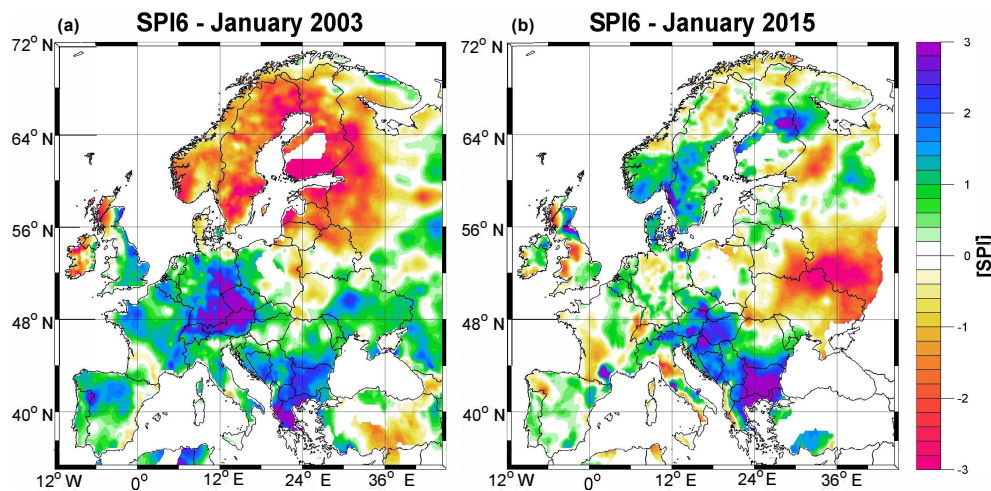 (a) SPI6 - January 2003
(b) SPI6 - January 2015
72° N
64° N
56° N
48° N
40° N
12° W
0°
12° E
24° E
36° E
72° N
64° N
56° N
48° N
40° N
12° W
0°
12° E
24° E
36° E
3
2
1
0
-1
-2
-3
[SPI]